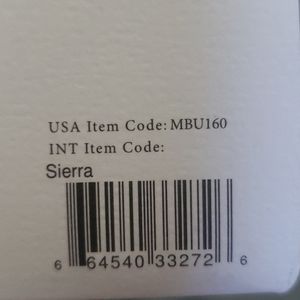 USA Item Code: MBU160
INT Item Code:
Sierra
6 64540 33272 6